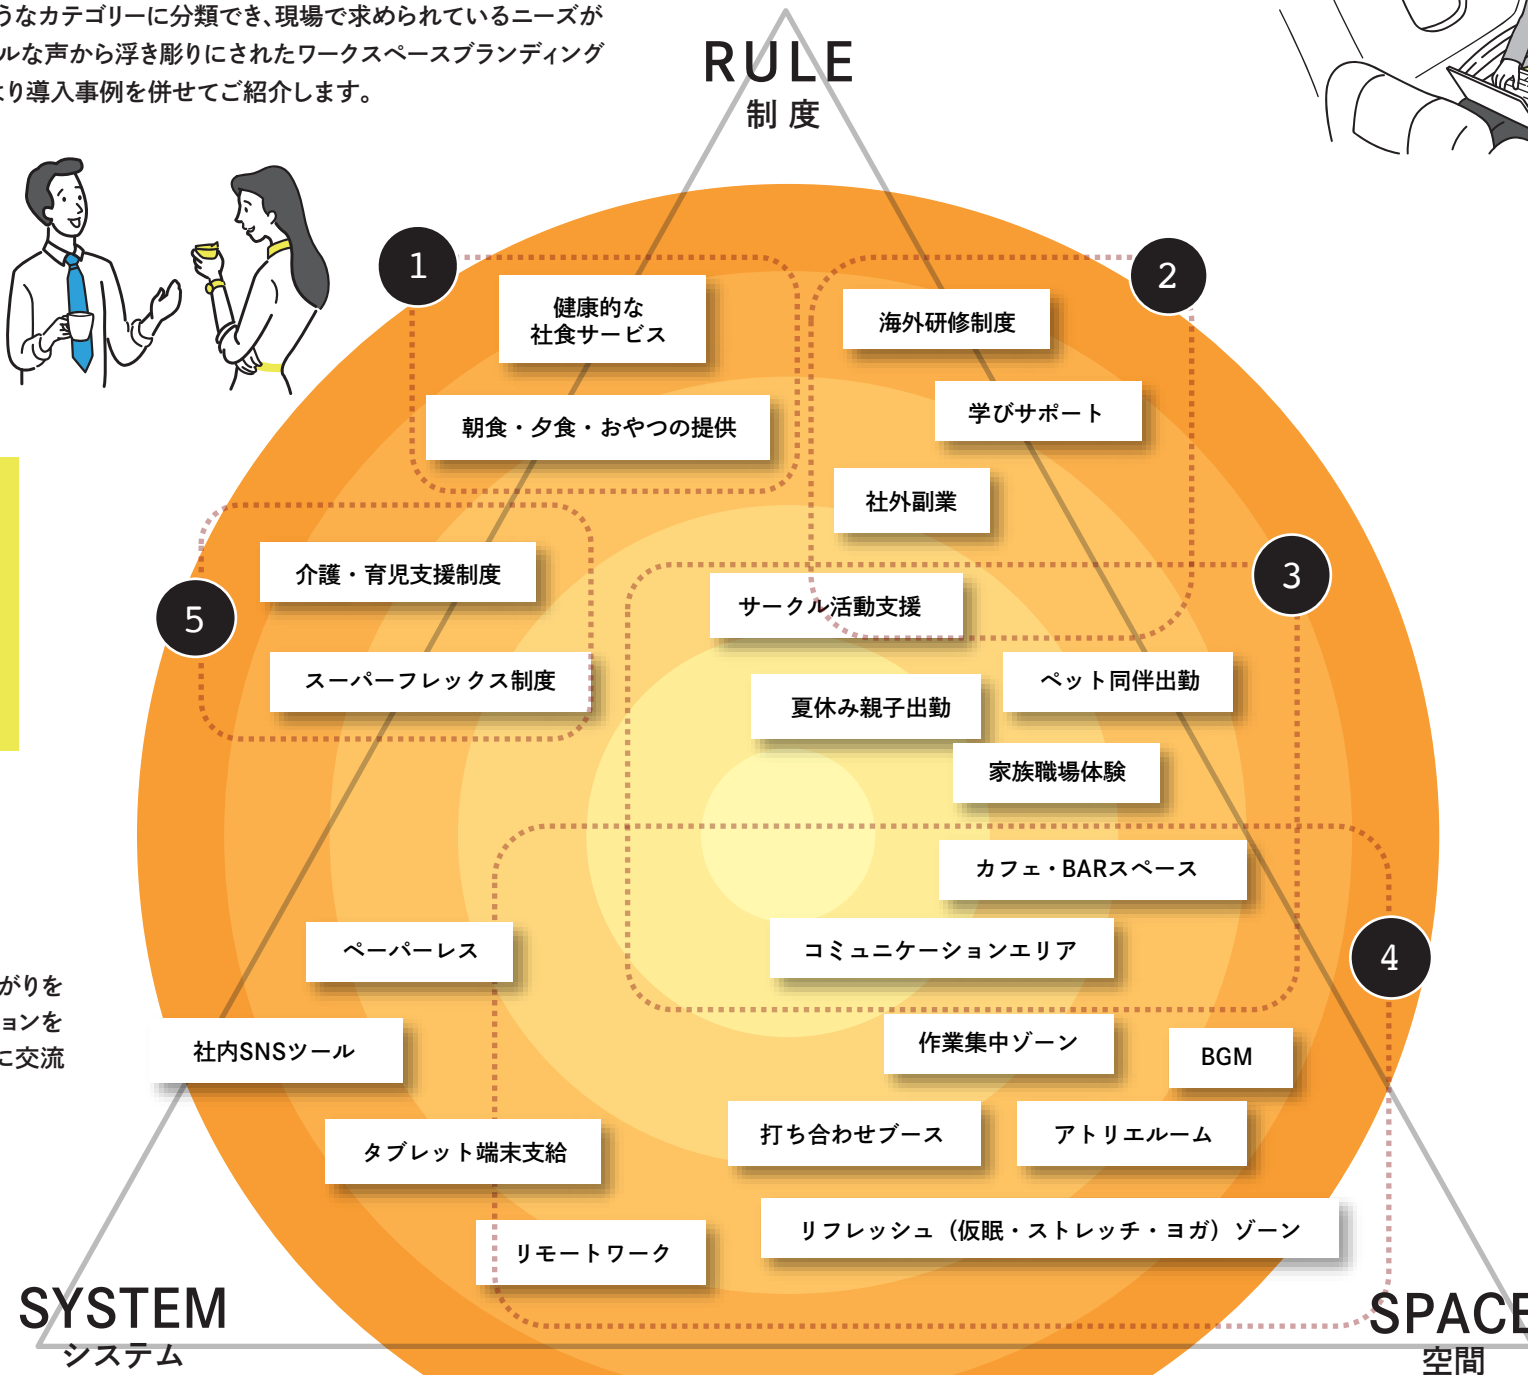 うなカテゴリーに分類でき、現場で求められているニーズが
ルな声から浮き彫りにされたワークスペースブランディング
より導入事例を併せてご紹介します。
RULE
制度
1
健康的な
社食サービス
朝食・夕食・おやつの提供
2
海外研修制度
学びサポート
社外副業
3
サークル活動支援
ペット同伴出勤
夏休み親子出勤
家族職場体験
カフェ・BARスペース
コミュニケーションエリア
5
介護・育児支援制度
スーパーフレックス制度
4
作業集中ゾーン
BGM
打ち合わせブース
アトリエルーム
リフレッシュ（仮眠・ストレッチ・ヨガ）ゾーン
ペーパーレス
社内SNSツール
タブレット端末支給
リモートワーク
がりを
ョンを
に交流
SYSTEM
システム
SPACE
空間